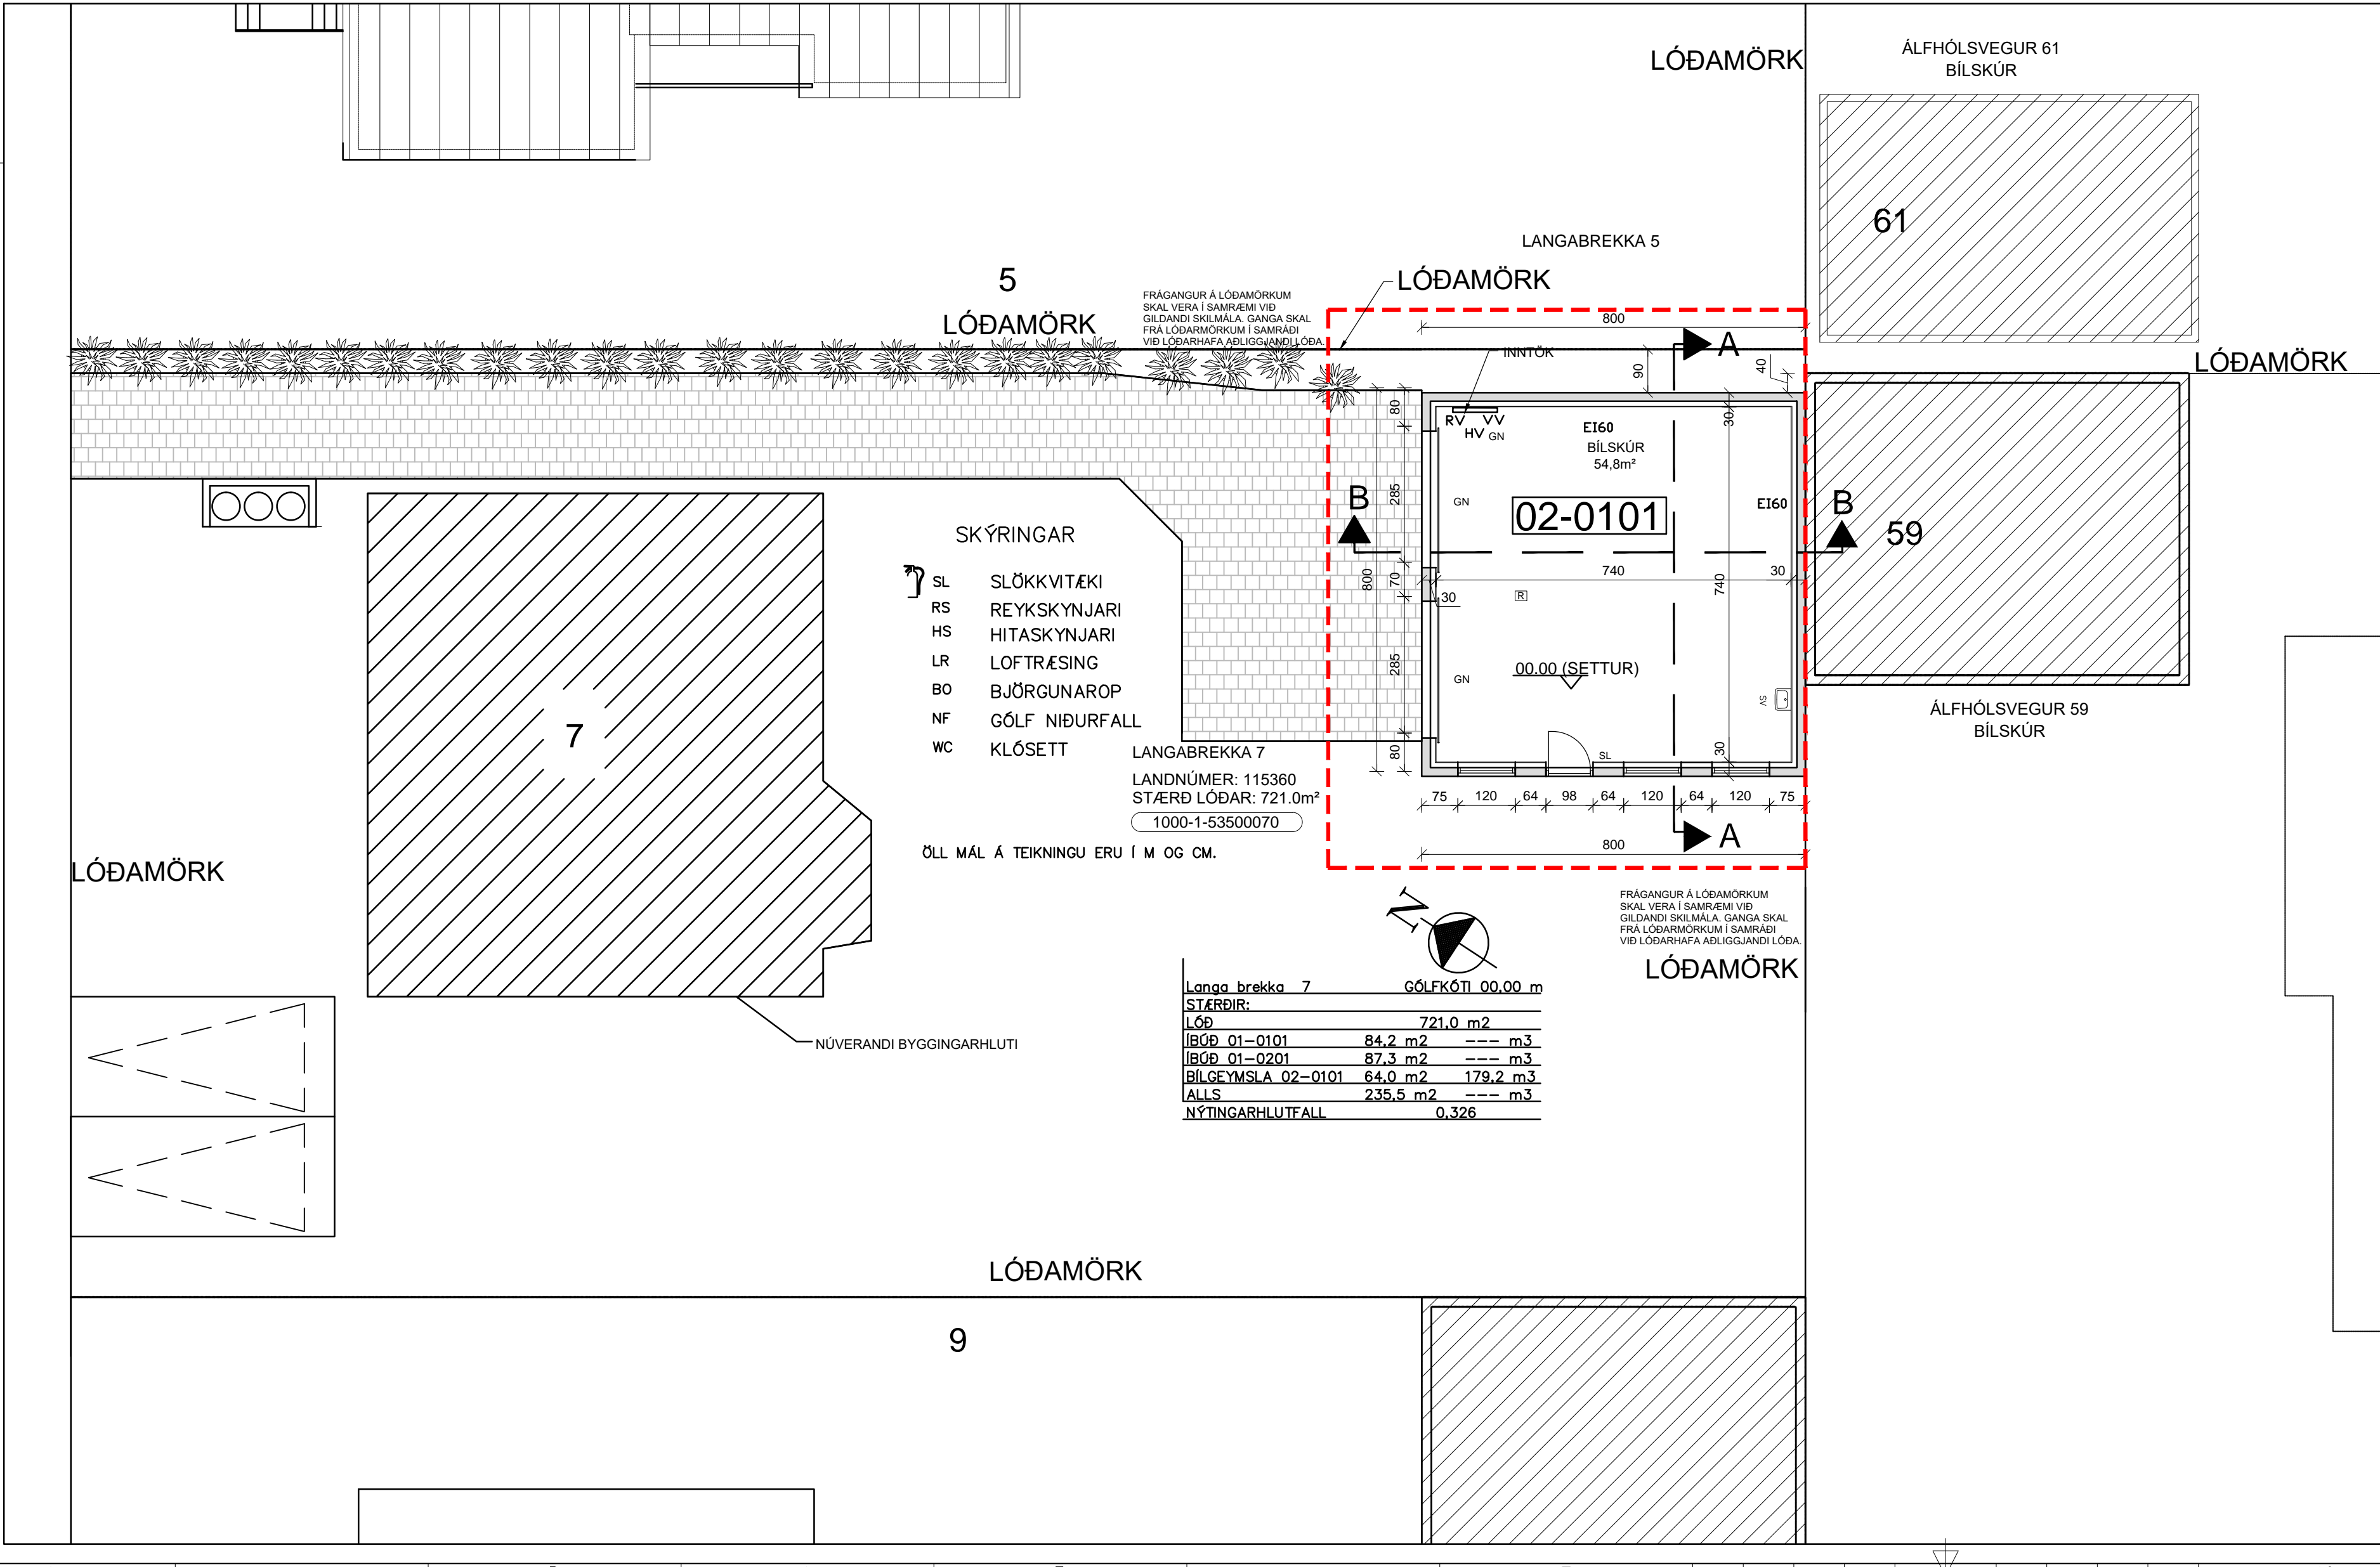 LÓÐAMÖRK
ÁLFHÓLSVEGUR 61
BÍLSKÚR
61
LANGABREKKA 5
5
LÓÐAMÖRK
LÓÐAMÖRK
FRÁGANGUR Á LÓÐAMÖRKUM
SKAL VERA Í SAMRÆMI VIÐ
GILDANDI SKILMÁLA. GANGA SKAL
FRÁ LÓÐARMÖRKUM Í SAMRÁÐI
VIÐ LÓÐARHAFA AÐLIGGJANDI LÓÐA.
800
A
INNTÖK
90
40
LÓÐAMÖRK
80
285
70
285
80
800
RV VV
HV GN
EI60
BÍLSKÚR
54,8m²
30
GN
02-0101
EI60
B
B
59
740
30
740
30
R
00.00 (SETTUR)
GN
SV
30
SL
75 120 64 98 64 120 64 120 75
A
800
ÁLFHÓLSVEGUR 59
BÍLSKÚR
SKÝRINGAR
SL SLÖKKVITÆKI
RS REYKSKYNJARI
HS HITASKYNJARI
LR LOFTRÆSING
BO BJÖRGUNAROP
NF GÓLF NIÐURFALL
WC KLÓSETT
7
LANGABREKKA 7
LANDNÚMER: 115360
STÆRÐ LÓÐAR: 721.0m²
1000-1-53500070
ÖLL MÁL Á TEIKNINGU ERU Í M OG CM.
LÓÐAMÖRK
N
FRÁGANGUR Á LÓÐAMÖRKUM
SKAL VERA Í SAMRÆMI VIÐ
GILDANDI SKILMÁLA. GANGA SKAL
FRÁ LÓÐARMÖRKUM Í SAMRÁÐI
VIÐ LÓÐARHAFA AÐLIGGJANDI LÓÐA.
LÓÐAMÖRK
Langa brekka 7 GÓLFKÓTI 00,00 m
STÆRÐIR:
LÓÐ 721,0 m2
ÍBÚÐ 01-0101 84,2 m2 --- m3
ÍBÚÐ 01-0201 87,3 m2 --- m3
BÍLGEYMSLA 02-0101 64,0 m2 179,2 m3
ALLS 235,5 m2 --- m3
NÝTINGARHLUTFALL 0,326
NÚVERANDI BYGGINGARHLUTI
LÓÐAMÖRK
9